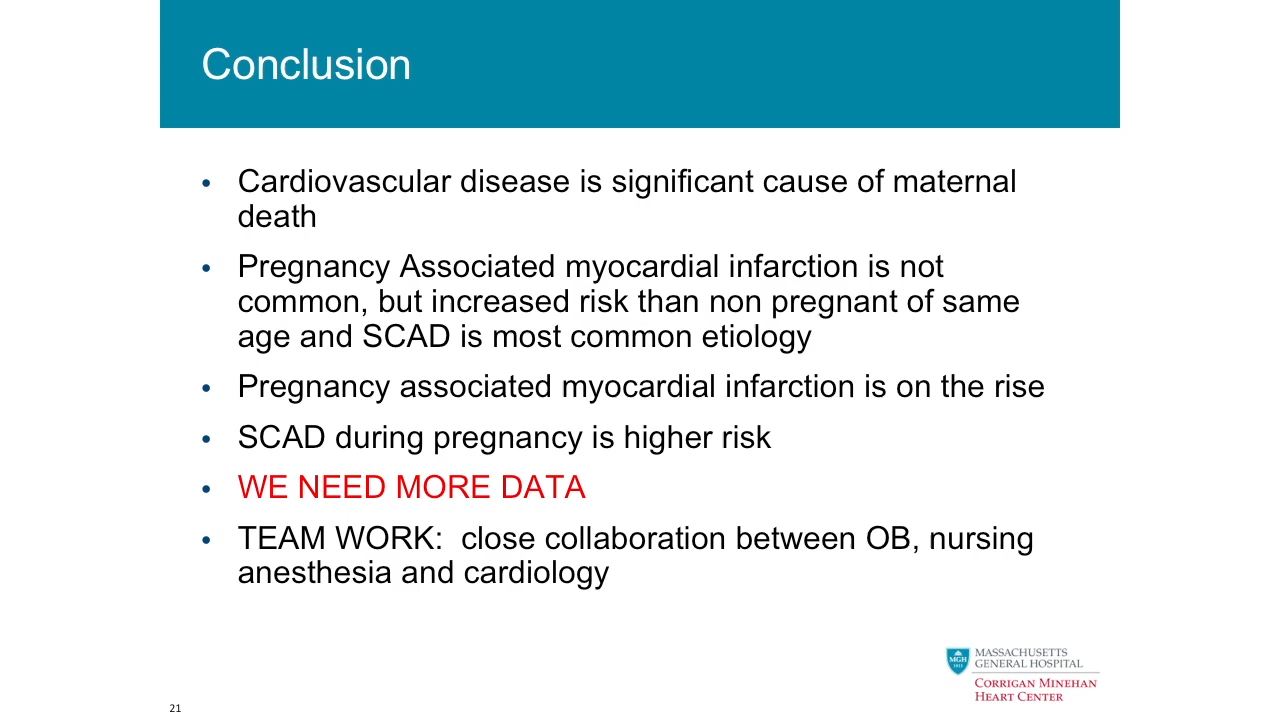 Conclusion
• Cardiovascular disease is significant cause of maternal
death
• Pregnancy Associated myocardial infarction is not
common, but increased risk than non pregnant of same
age and SCAD is most common etiology
• Pregnancy associated myocardial infarction is on the rise
• SCAD during pregnancy is higher risk
• WE NEED MORE DATA
• TEAM WORK:  close collaboration between OB, nursing
anesthesia and cardiology
MGH
1811
MASSACHUSETTS
GENERAL HOSPITAL
CORRIGAN MINEHAN
HEART CENTER
21